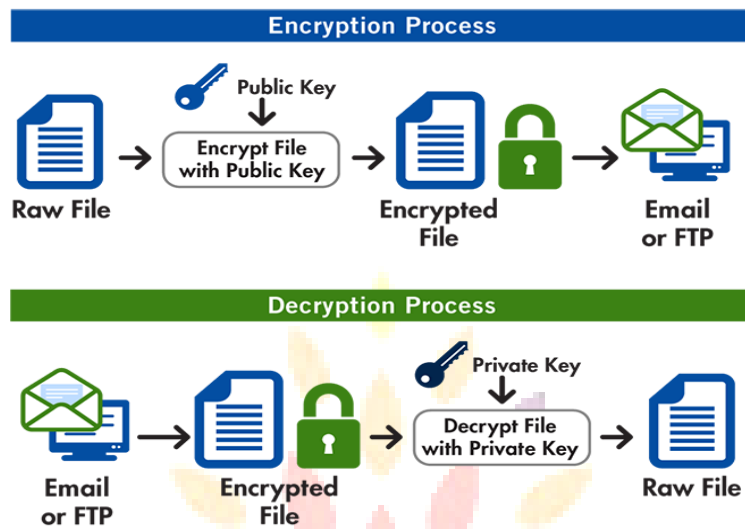 Encryption Process
Public Key
Encrypt File
with Public Key
Raw File
Encrypted
File
Email
or FTP
Decryption Process
Private Key
Decrypt File
with Private Key
Email
or FTP
Encrypted
File
Raw File